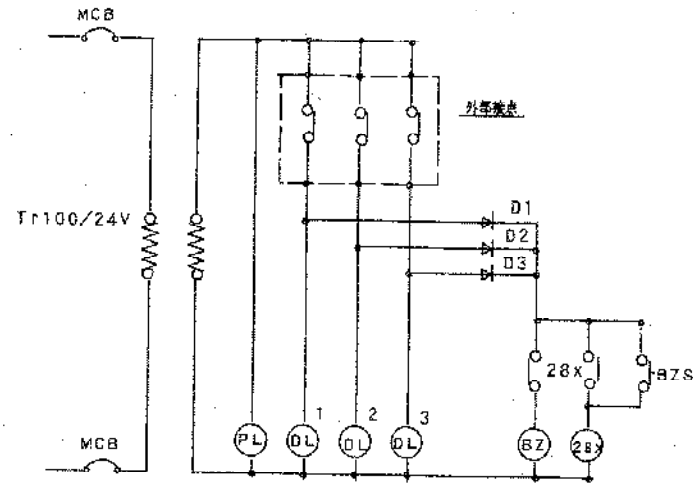 MCB
外部接点
Tr100/24V
D1
D2
D3
28x
BZS
1
2
3
MCB
PL
DL
DL
DL
BZ
28x